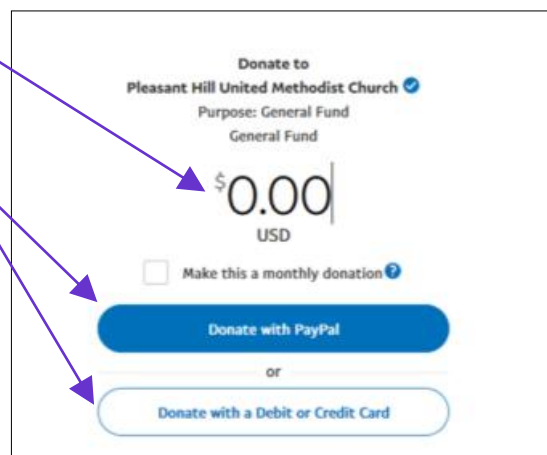 Donate to
Pleasant Hill United Methodist Church
Purpose: General Fund
General Fund
$0.00
USD
Make this a monthly donation ?
Donate with PayPal
or
Donate with a Debit or Credit Card